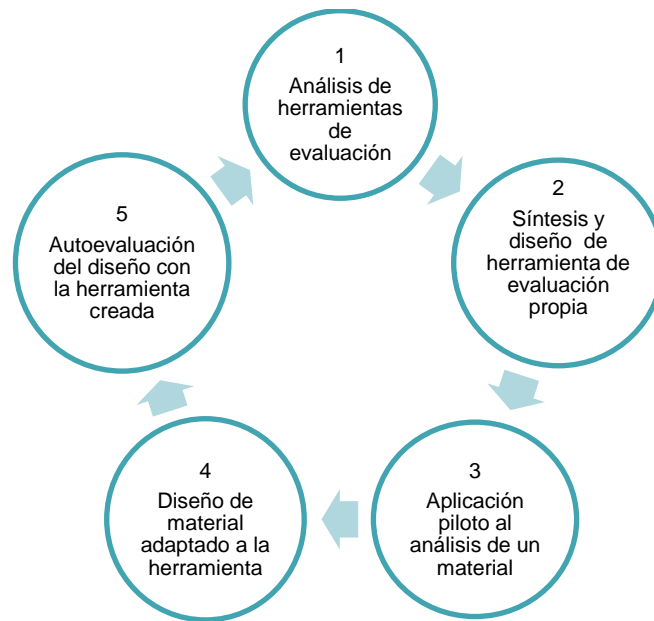 1
Análisis de
herramientas
de
evaluación
2
Síntesis y
diseño de
herramienta de
evaluación
propia
3
Aplicación
piloto al
análisis de un
material
4
Diseño de
material
adaptado a la
herramienta
5
Autoevaluación
del diseño con
la herramienta
creada